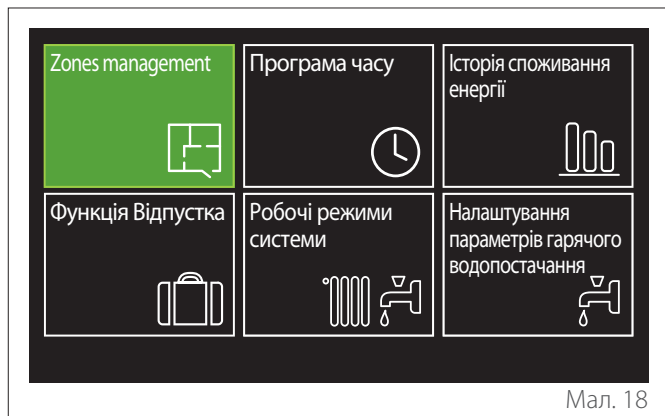 Zones management
Програма часу
Історія споживання
енергії
Функція Відпустка
Робочі режими
системи
Налаштування
параметрів гарячого
водопостачання
Мал. 18